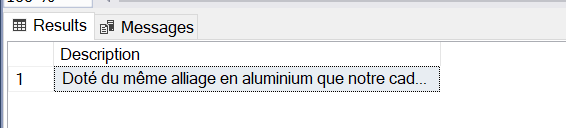 Results
Messages
Description
1
Doté du même alliage en aluminium que notre cad...